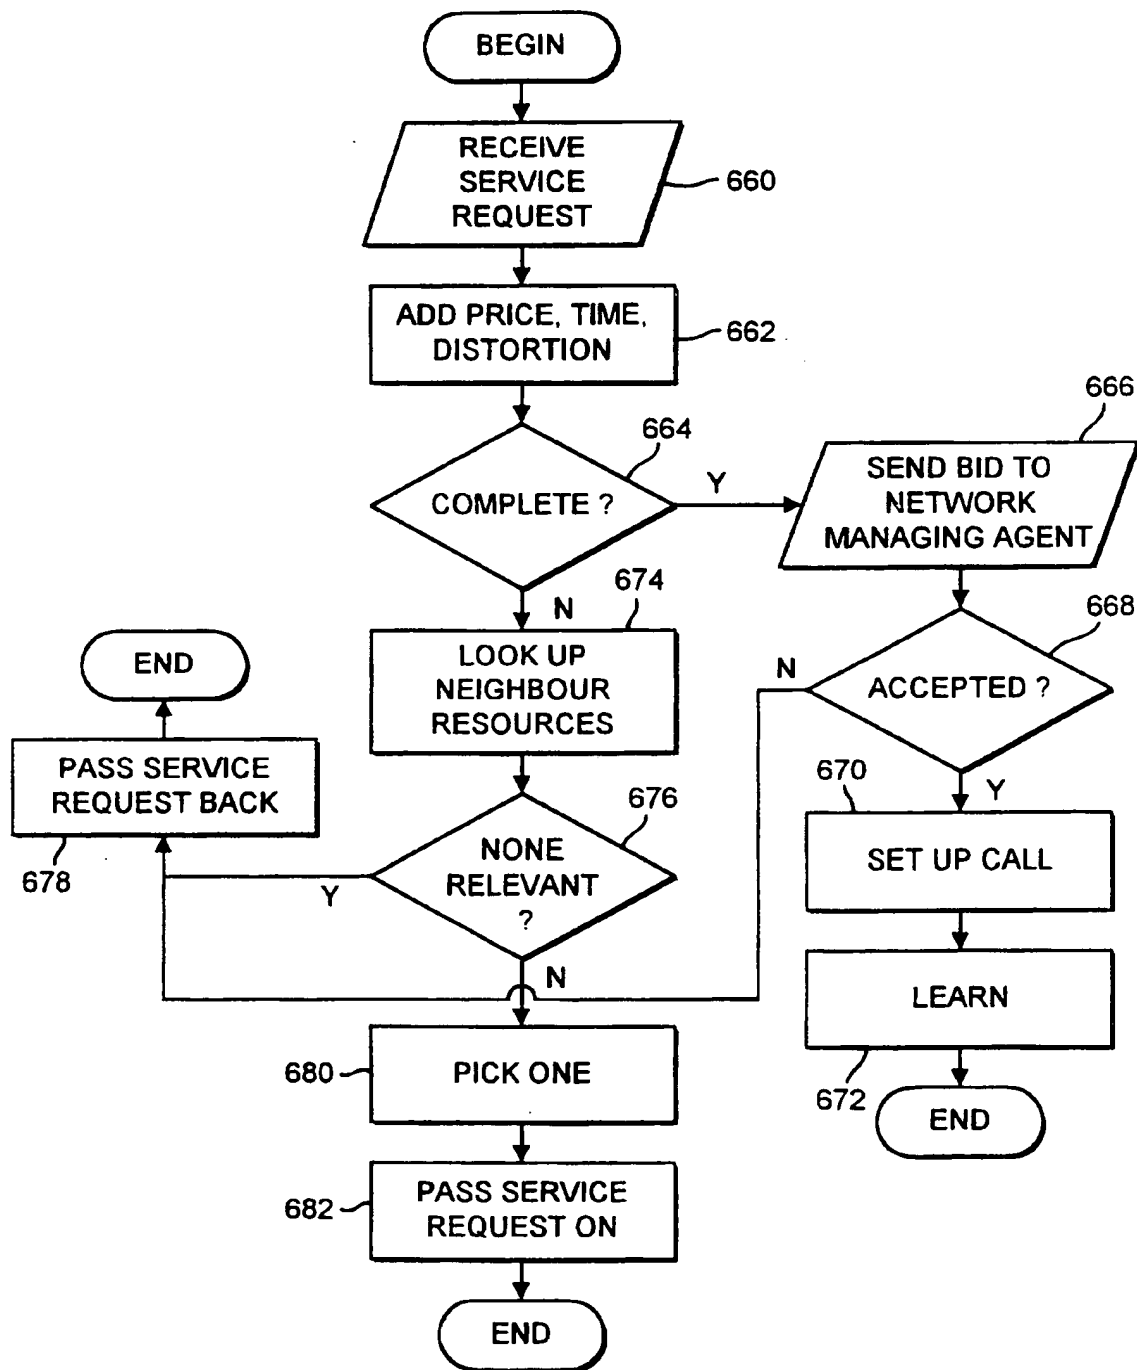 BEGIN
RECEIVE
SERVICE
REQUEST
660
ADD PRICE, TIME,
DISTORTION
662
664
COMPLETE ?
Y
N
666
SEND BID TO
NETWORK
MANAGING AGENT
668
ACCEPTED ?
N
Y
674
LOOK UP
NEIGHBOUR
RESOURCES
END
PASS SERVICE
REQUEST BACK
678
676
NONE
RELEVANT
?
Y
N
670
SET UP CALL
LEARN
672
END
680
PICK ONE
682
PASS SERVICE
REQUEST ON
END